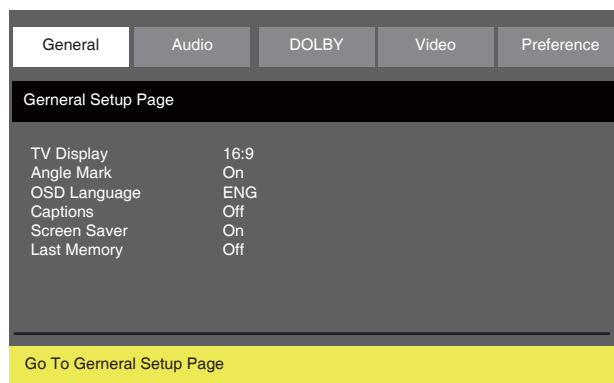 General Audio DOLBY Video Preference
Gerneral Setup Page
TV Display 16:9
Angle Mark On
OSD Language ENG
Captions Off
Screen Saver On
Last Memory Off
Go To Gerneral Setup Page